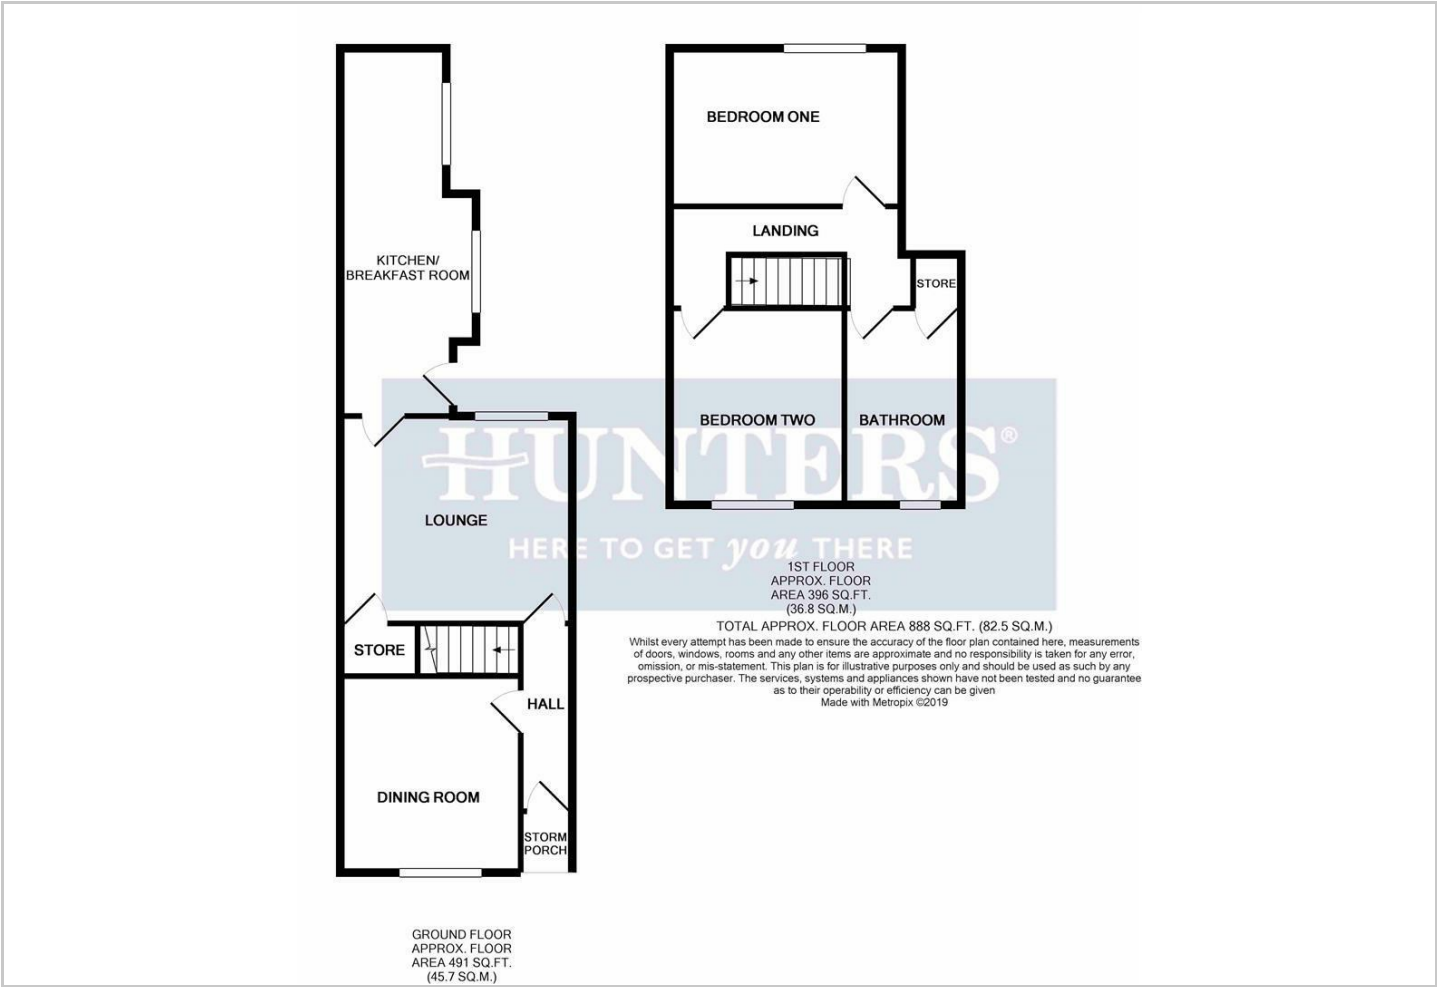 KITCHEN/
BREAKFAST ROOM
LOUNGE
STORE
HALL
DINING ROOM
STORM
PORCH
GROUND FLOOR
APPROX. FLOOR
AREA 491 SQ.FT.
(45.7 SQ.M.)
BEDROOM ONE
LANDING
STORE
BEDROOM TWO
BATHROOM
HUNTERS®
HERE TO GET you THERE
1ST FLOOR
APPROX. FLOOR
AREA 396 SQ.FT.
(36.8 SQ.M.)
TOTAL APPROX. FLOOR AREA 888 SQ.FT. (82.5 SQ.M.)
Whilst every attempt has been made to ensure the accuracy of the floor plan contained here, measurements
of doors, windows, rooms and any other items are approximate and no responsibility is taken for any error,
omission, or mis-statement. This plan is for illustrative purposes only and should be used as such by any
prospective purchaser. The services, systems and appliances shown have not been tested and no guarantee
as to their operability or efficiency can be given
Made with Metropix ©2019